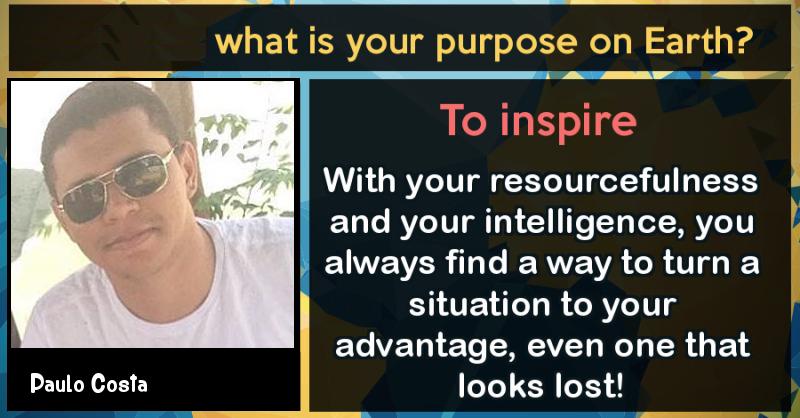 what is your purpose on Earth?
To inspire
With your resourcefulness
and your intelligence, you
always find a way to turn a
situation to your
advantage, even one that
looks lost!
Paulo Costa